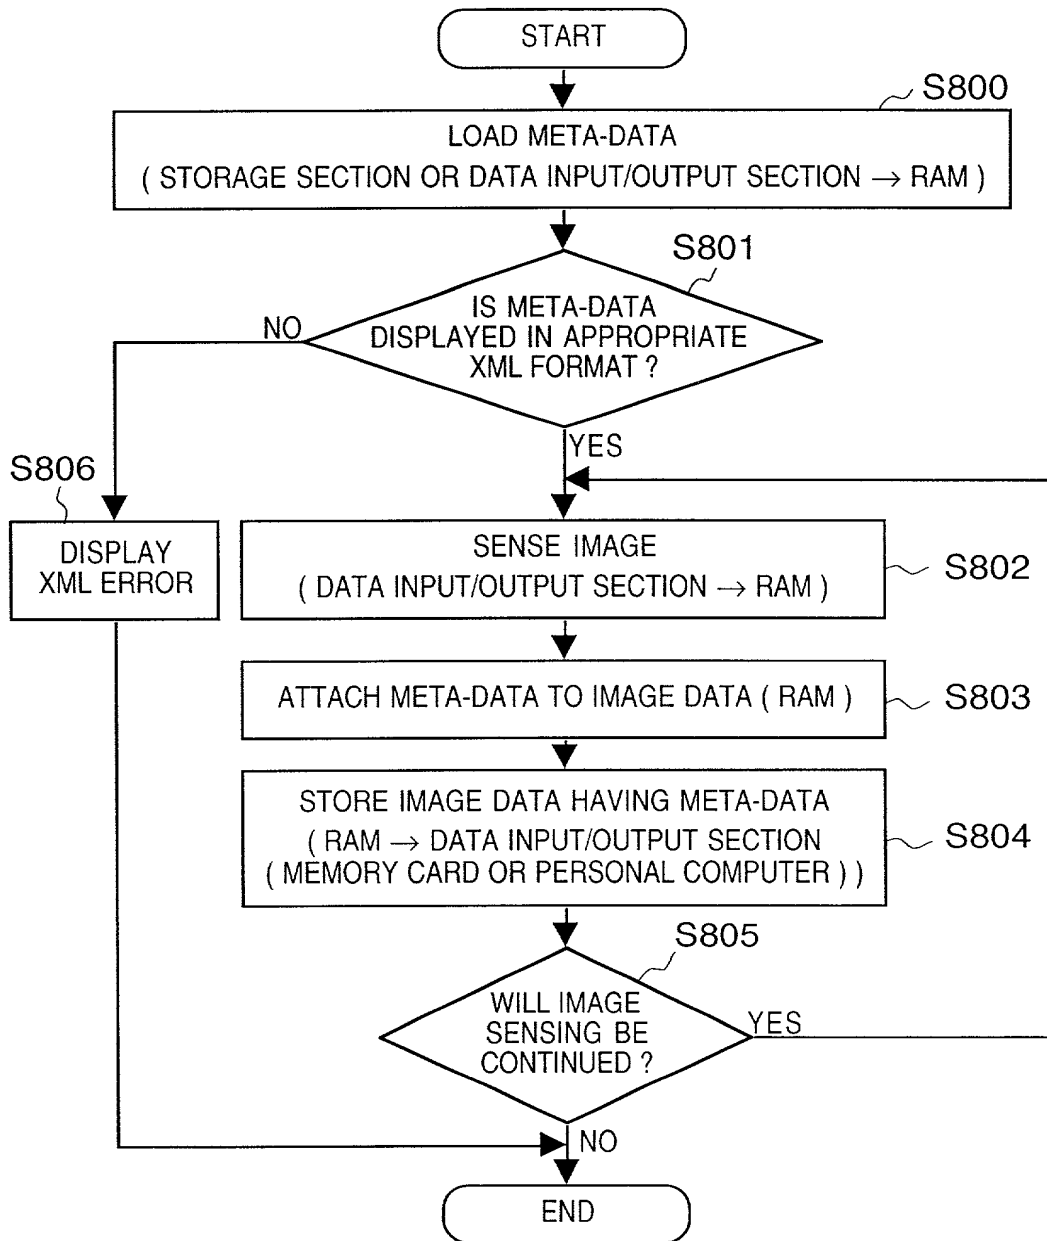 START
S800
LOAD META-DATA
( STORAGE SECTION OR DATA INPUT/OUTPUT SECTION → RAM )
S801
IS META-DATA
DISPLAYED IN APPROPRIATE
XML FORMAT ?
NO
YES
S806
DISPLAY
XML ERROR
SENSE IMAGE
( DATA INPUT/OUTPUT SECTION → RAM )
S802
ATTACH META-DATA TO IMAGE DATA ( RAM )
S803
STORE IMAGE DATA HAVING META-DATA
( RAM → DATA INPUT/OUTPUT SECTION
( MEMORY CARD OR PERSONAL COMPUTER ) )
S804
S805
WILL IMAGE
SENSING BE
CONTINUED ?
YES
NO
END